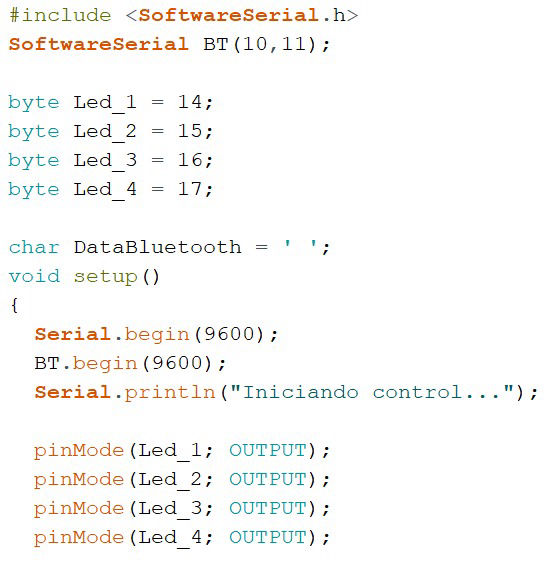 #include <SoftwareSerial.h>
SoftwareSerial BT(10,11);
byte Led_1 = 14;
byte Led_2 = 15;
byte Led_3 = 16;
byte Led_4 = 17;
char DataBluetooth = ' ';
void setup()
{
Serial.begin(9600);
BT.begin(9600);
Serial.println("Iniciando control...");
pinMode(Led_1; OUTPUT);
pinMode(Led_2; OUTPUT);
pinMode(Led_3; OUTPUT);
pinMode(Led_4; OUTPUT);